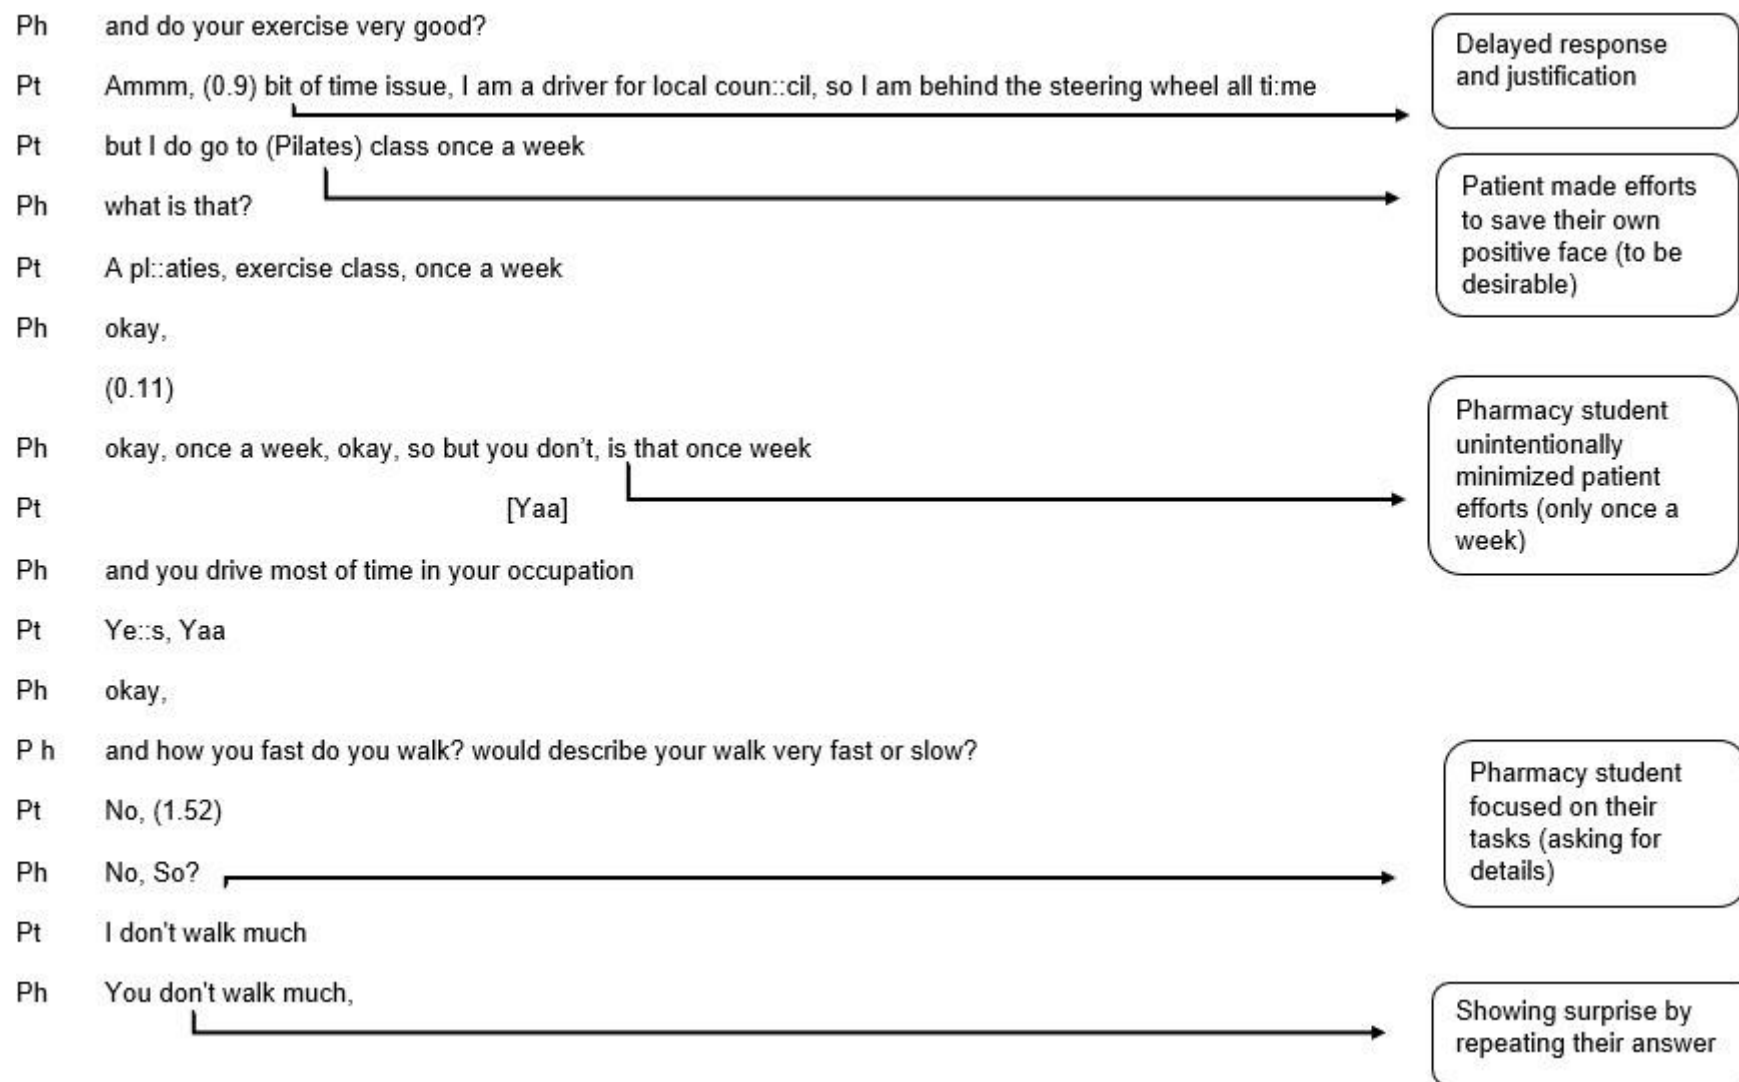 Ph and do your exercise very good?
Pt Ammm, (0.9) bit of time issue, I am a driver for local coun::cil, so I am behind the steering wheel all ti:me
Delayed response
and justification
Pt but I do go to (Pilates) class once a week
Ph what is that?
Patient made efforts
to save their own
positive face (to be
desirable)
Pt A pl::aties, exercise class, once a week
Ph okay,
(0.11)
Ph okay, once a week, okay, so but you don't, is that once week
Pt [Yaa]
Pharmacy student
unintentionally
minimized patient
efforts (only once a
week)
Ph and you drive most of time in your occupation
Pt Ye::s, Yaa
Ph okay,
P h and how you fast do you walk? would describe your walk very fast or slow?
Pt No, (1.52)
Ph No, So?
Pharmacy student
focused on their
tasks (asking for
details)
Pt I don't walk much
Ph You don't walk much,
Showing surprise by
repeating their answer